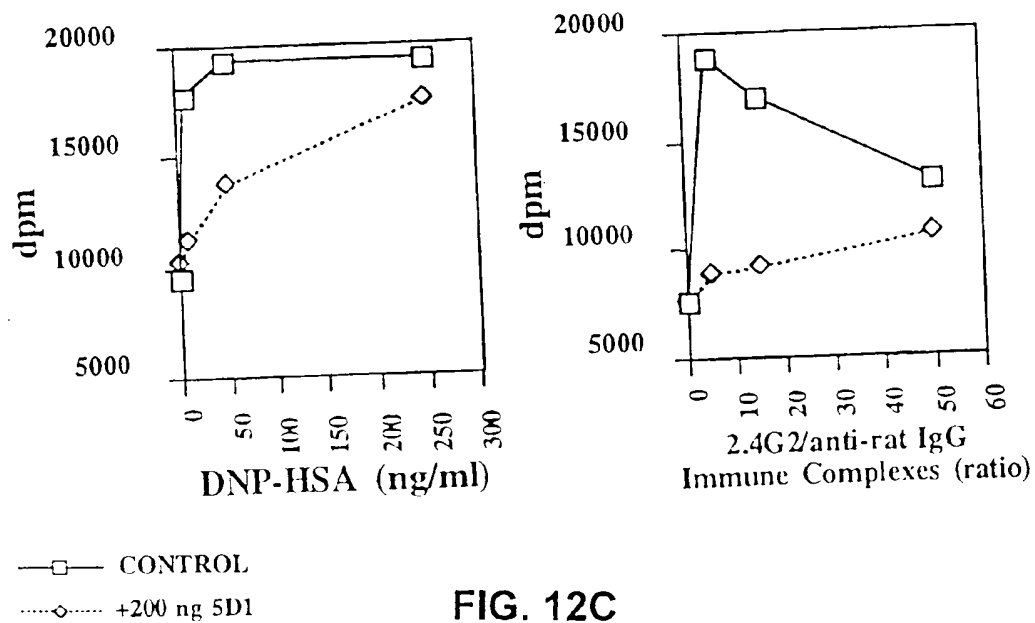 20000
15000
10000
5000
dpm
0 50 100 150 200 250 300
DNP-HSA (ng/ml)
20000
15000
10000
5000
dpm
0 10 20 30 40 50 60
2.4G2/anti-rat IgG
Immune Complexes (ratio)
CONTROL
+200 ng 5D1
FIG. 12C